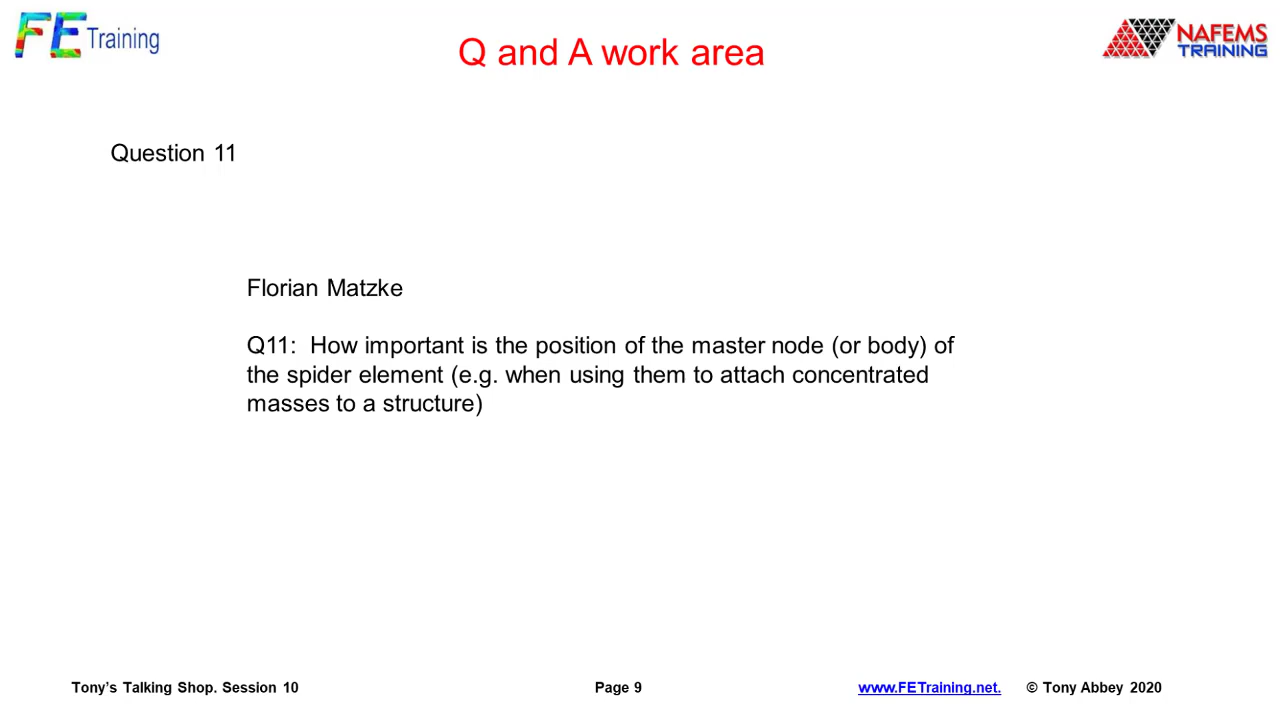 FE Training
Q and A work area
NAFEMS
TRAINING
Question 11
Florian Matzke
Q11: How important is the position of the master node (or body) of
the spider element (e.g. when using them to attach concentrated
masses to a structure)
Tony's Talking Shop. Session 10
Page 9
www.FETraining.net.
© Tony Abbey 2020